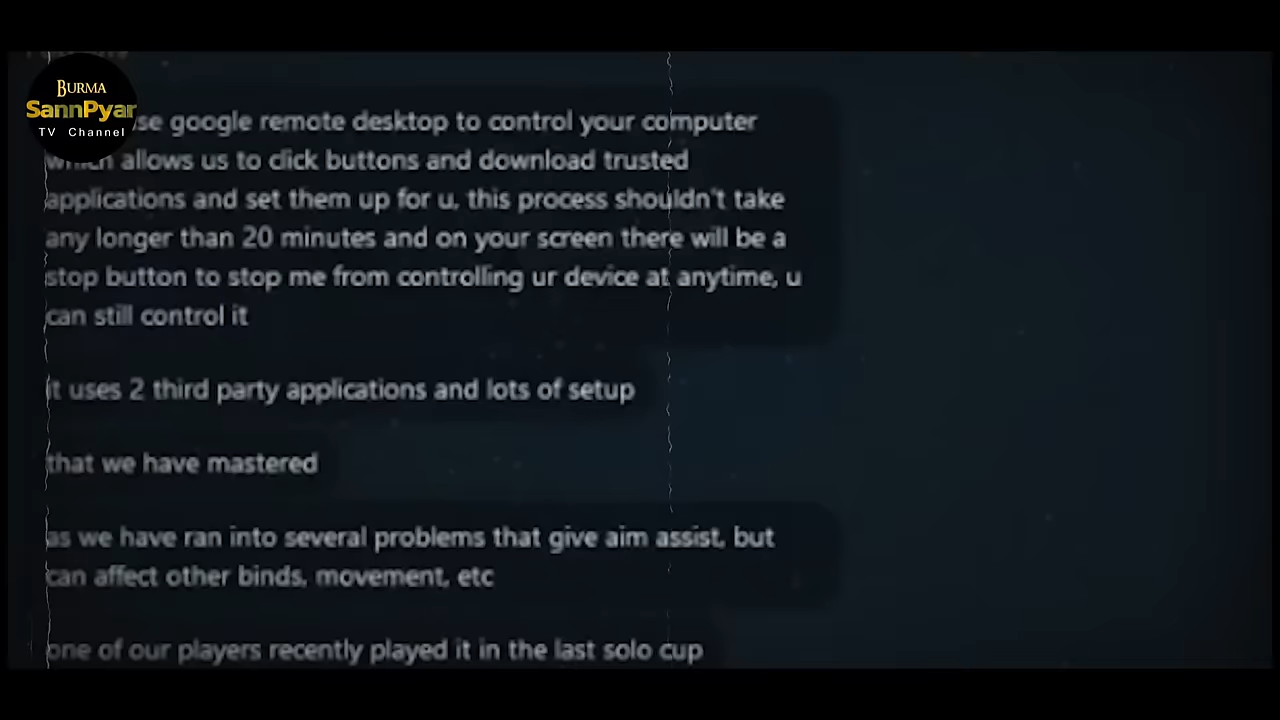 BURMA
SannPyar
TV Channel
se google remote desktop to control your computer
which allows us to click buttons and download trusted
applications and set them up for u, this process shouldn't take
any longer than 20 minutes and on your screen there will be a
stop button to stop me from controlling ur device at anytime, u
can still control it
it uses 2 third party applications and lots of setup
that we have mastered
as we have ran into several problems that give aim assist, but
can affect other binds, movement, etc
one of our players recently played it in the last solo cup